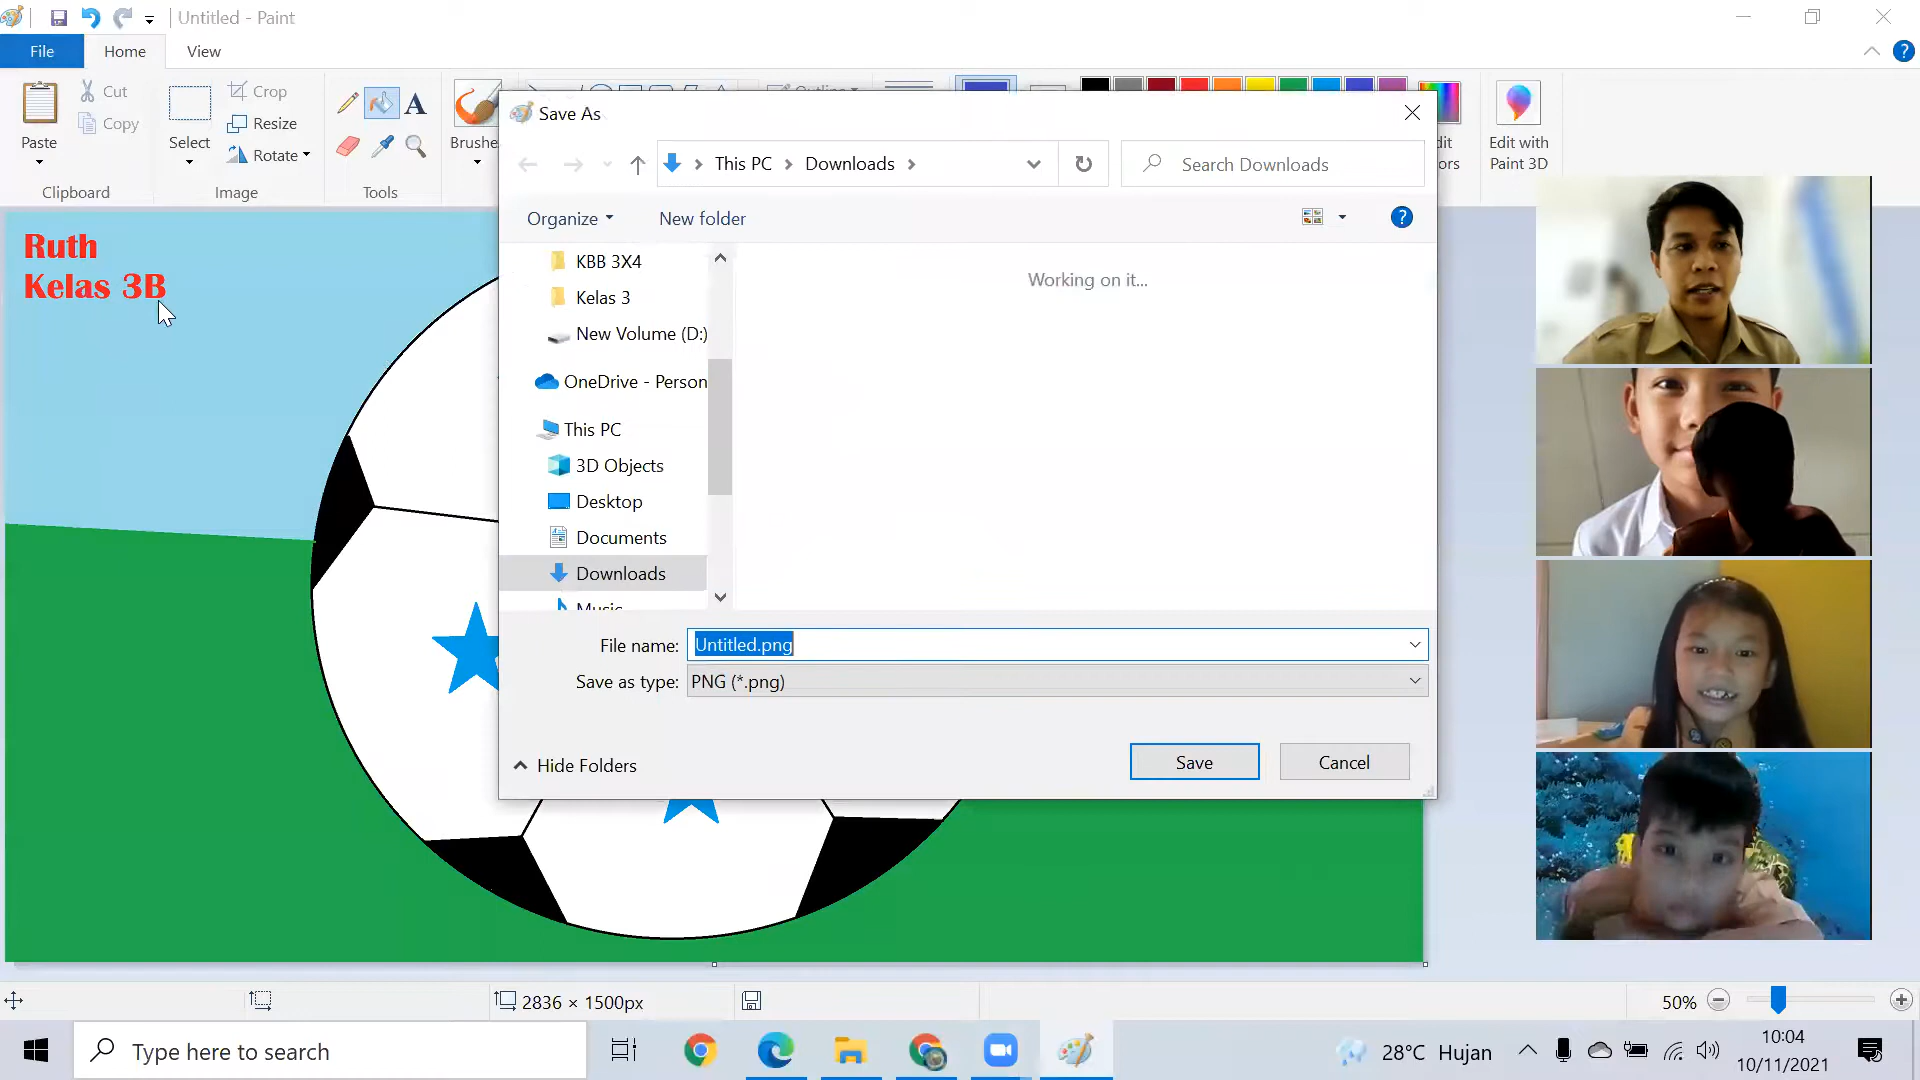 Untitled - Paint
File Home View
Paste
Cut
Copy
Clipboard
Select
Crop
Resize
Rotate
Image
Tools
Brushe
Outline
dit
ors
Edit with
Paint 3D
Ruth
Kelas 3B
Save As
This PC Downloads
Search Downloads
Organize New folder
KBB 3X4
Kelas 3
New Volume (D:)
OneDrive - Person
This PC
3D Objects
Desktop
Documents
Downloads
Music
Working on it...
File name: Untitled.png
Save as type: PNG (*.png)
Hide Folders
Save
Cancel
2836 × 1500px
50%
Type here to search
28°C Hujan
10:04
10/11/2021